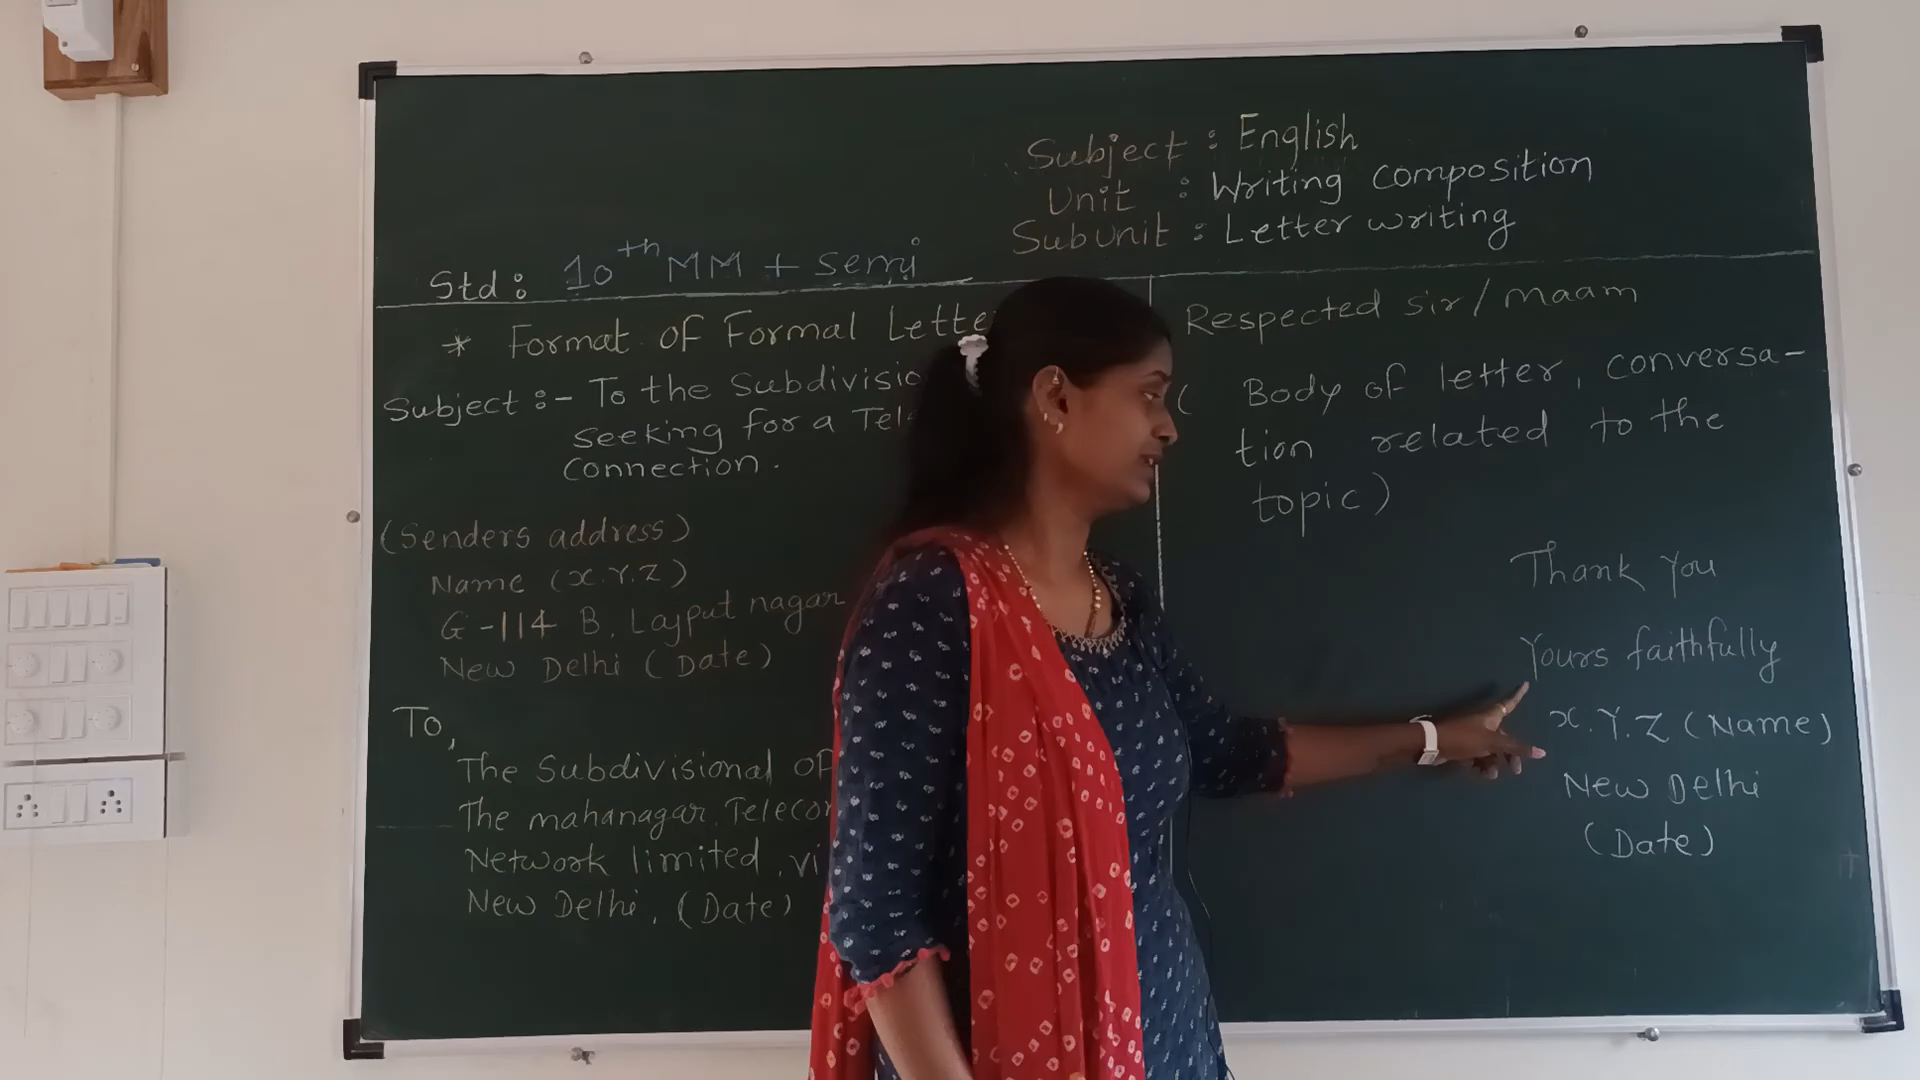 Subject : English
Unit : Writing composition
Subunit : Letter writing
Std : 10th MM + Semi
* Format of Formal Lette
Subject :- To the Subdivisio
Seeking for a Tel
Connection.
(Senders address)
Name (X.Y.Z)
G-114 B, Lajput nagar
New Delhi (Date)
To,
The Subdivisional Of
The mahanagar Teleco
Network limited, vi
New Delhi, (Date)
Respected sir/maam
( Body of letter, conversa-
tion related to the
topic)
Thank You
Yours faithfully
X.Y.Z (Name)
New Delhi
(Date)